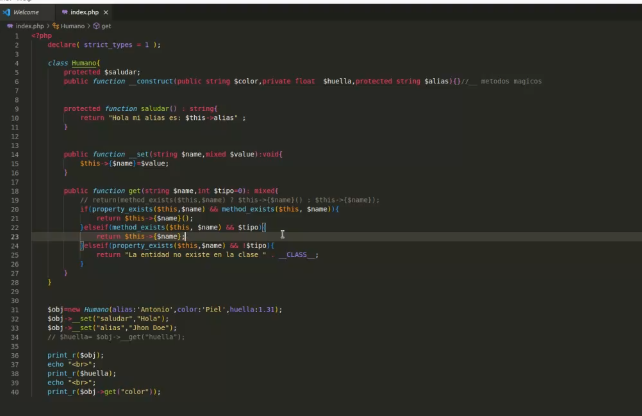 Welcome
index.php ×
index.php > Humano > get
1 <?php
2 declare( strict_types = 1 );
3
4 class Humano{
5 protected $saludar;
6 public function __construct(public string $color,private float $huella,protected string $alias){}//__ metodos magicos
7
8
9 protected function saludar() : string{
10 return "Hola mi alias es: $this->alias" ;
11 }
12
13
14 public function __set(string $name,mixed $value):void{
15 $this->{$name}=$value;
16 }
17
18 public function get(string $name,int $tipo=0): mixed{
19 // return(method_exists($this,$name) ? $this->{$name}() : $this->{$name});
20 if(property_exists($this,$name) && method_exists($this, $name)){
21 return $this->{$name}();
22 }elseif(method_exists($this, $name) && $tipo){
23 return $this->{$name};
24 }elseif(property_exists($this,$name) && !$tipo){
25 return "La entidad no existe en la clase " . __CLASS__;
26 }
27 }
28 }
29
30
31 $obj=new Humano(alias:'Antonio',color:'Piel',huella:1.31);
32 $obj->__set("saludar","Hola");
33 $obj->__set("alias","Jhon Doe");
34 // $huella= $obj->__get("huella");
35
36 print_r($obj);
37 echo "<br>";
38 print_r($huella);
39 echo "<br>";
40 print_r($obj->get("color"));